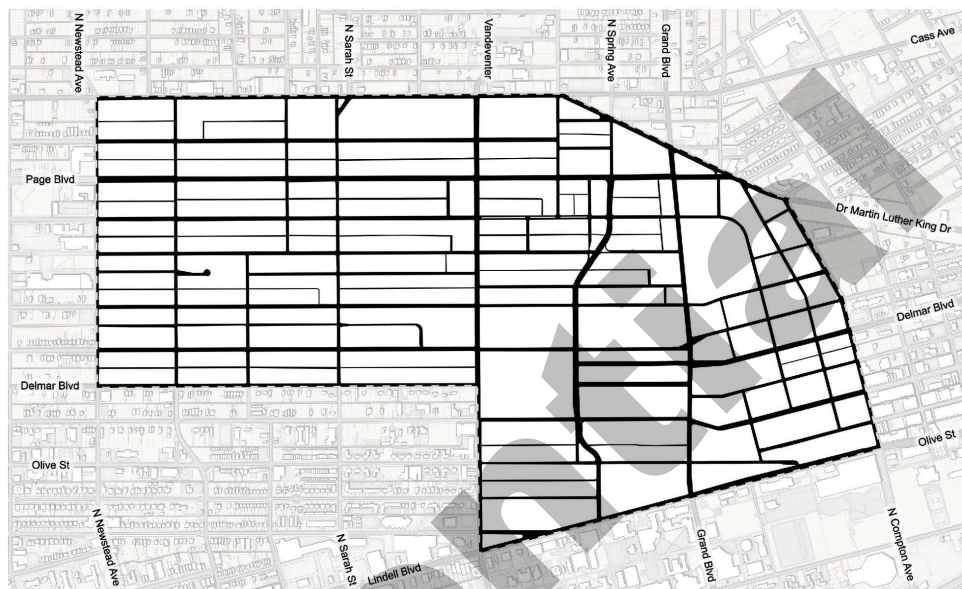 N Newstead Ave
N Sarah St
Vandeventer
N Spring Ave
Grand Blvd
Cass Ave
Page Blvd
Dr Martin Luther King Dr
Delmar Blvd
Delmar Blvd
Olive St
Olive St
N Newstead Ave
N Sarah St
Lindell Blvd
Grand Blvd
N Compton Ave
ntial